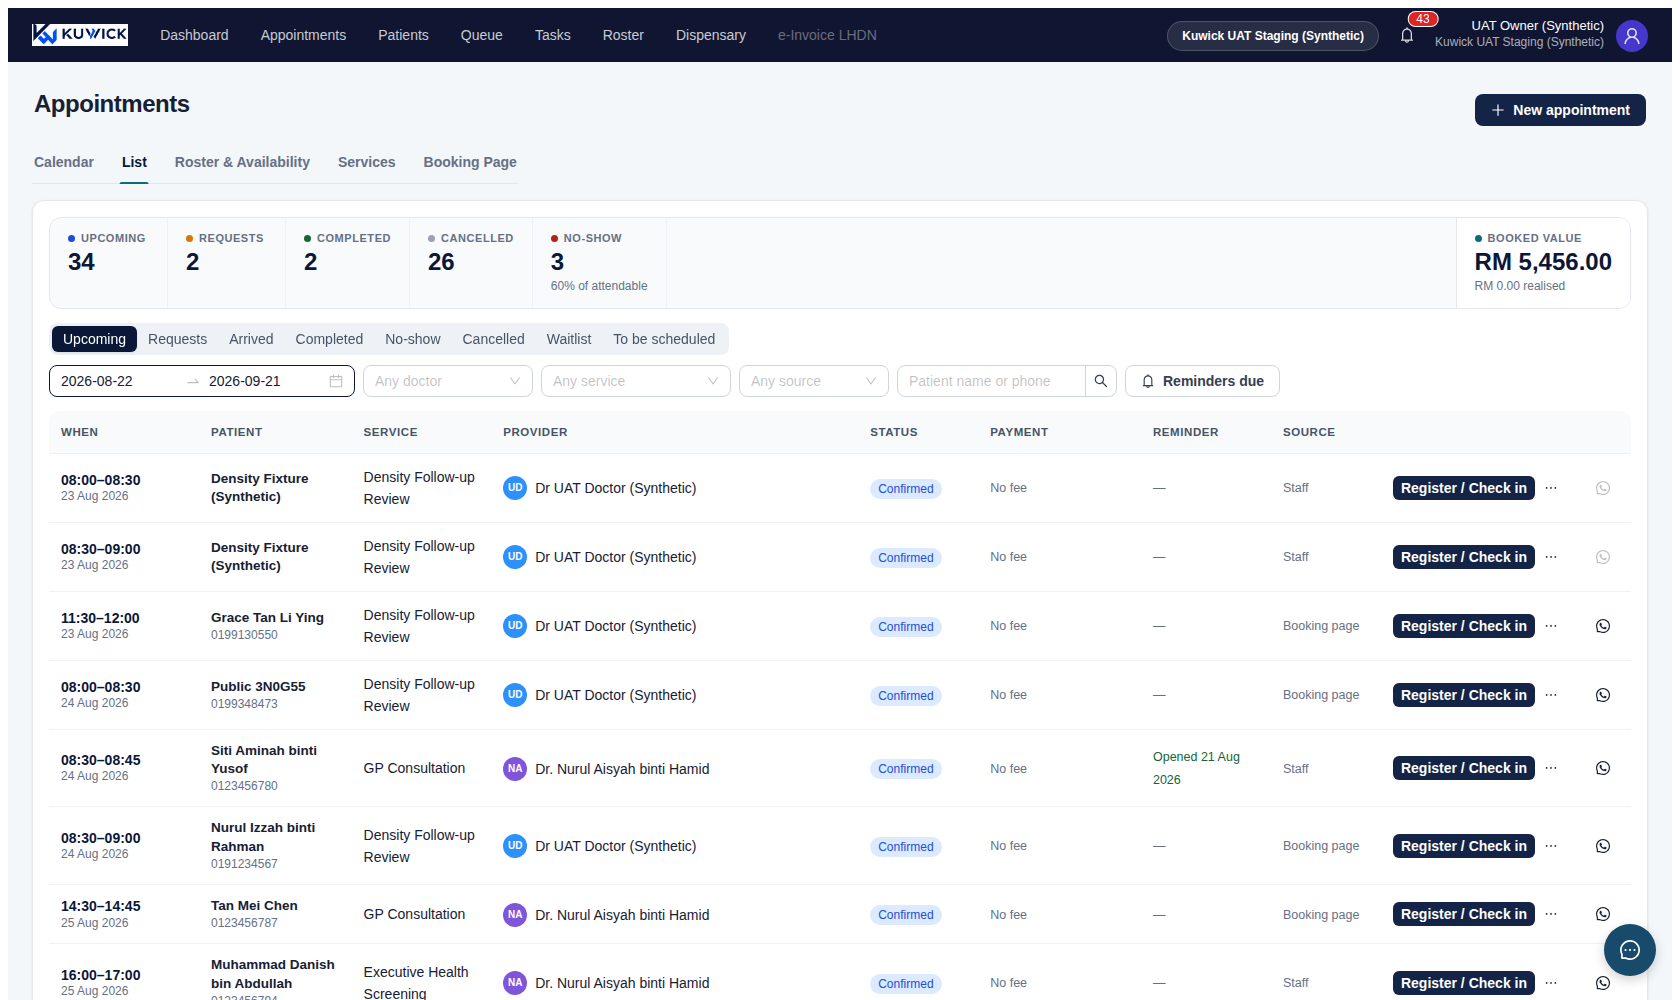 KUWICK
Dashboard Appointments Patients Queue Tasks Roster Dispensary e-Invoice LHDN
Kuwick UAT Staging (Synthetic)
43
UAT Owner (Synthetic)
Kuwick UAT Staging (Synthetic)
Appointments
New appointment
Calendar List Roster & Availability Services Booking Page
UPCOMING
34
REQUESTS
2
COMPLETED
2
CANCELLED
26
NO-SHOW
3
60% of attendable
BOOKED VALUE
RM 5,456.00
RM 0.00 realised
Upcoming Requests Arrived Completed No-show Cancelled Waitlist To be scheduled
2026-08-22 2026-09-21 Any doctor Any service Any source Patient name or phone Reminders due
WHEN PATIENT SERVICE PROVIDER STATUS PAYMENT REMINDER SOURCE
08:00–08:30
23 Aug 2026
Density Fixture
(Synthetic)
Density Follow-up
Review
UD Dr UAT Doctor (Synthetic) Confirmed No fee — Staff Register / Check in ···
08:30–09:00
23 Aug 2026
Density Fixture
(Synthetic)
Density Follow-up
Review
UD Dr UAT Doctor (Synthetic) Confirmed No fee — Staff Register / Check in ···
11:30–12:00
23 Aug 2026
Grace Tan Li Ying
0199130550
Density Follow-up
Review
UD Dr UAT Doctor (Synthetic) Confirmed No fee — Booking page Register / Check in ···
08:00–08:30
24 Aug 2026
Public 3N0G55
0199348473
Density Follow-up
Review
UD Dr UAT Doctor (Synthetic) Confirmed No fee — Booking page Register / Check in ···
08:30–08:45
24 Aug 2026
Siti Aminah binti
Yusof
0123456780
GP Consultation
NA Dr. Nurul Aisyah binti Hamid Confirmed No fee
Opened 21 Aug
2026
Staff Register / Check in ···
08:30–09:00
24 Aug 2026
Nurul Izzah binti
Rahman
0191234567
Density Follow-up
Review
UD Dr UAT Doctor (Synthetic) Confirmed No fee — Booking page Register / Check in ···
14:30–14:45
25 Aug 2026
Tan Mei Chen
0123456787
GP Consultation
NA Dr. Nurul Aisyah binti Hamid Confirmed No fee — Booking page Register / Check in ···
16:00–17:00
25 Aug 2026
Muhammad Danish
bin Abdullah
0123456794
Executive Health
Screening
NA Dr. Nurul Aisyah binti Hamid Confirmed No fee — Staff Register / Check in ···